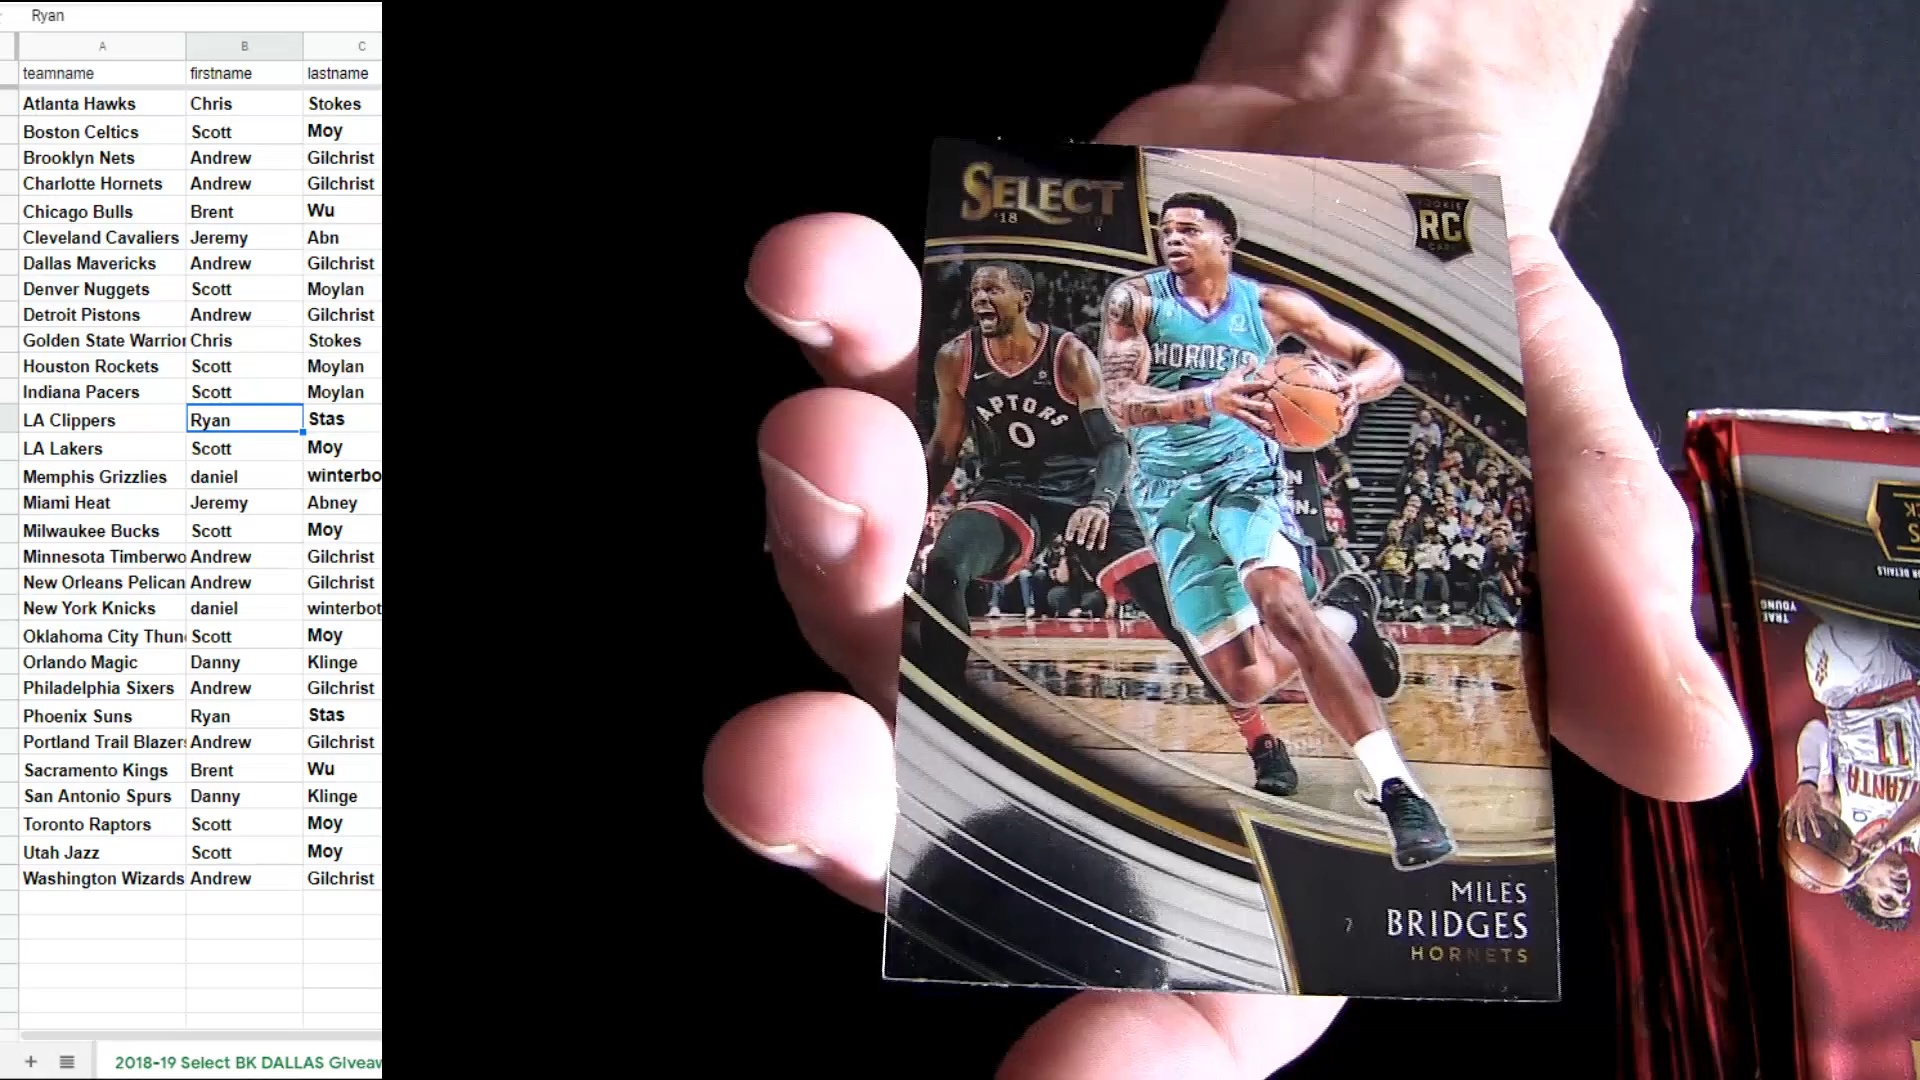 Ryan
A B C
teamname firstname lastname
Atlanta Hawks Chris Stokes
Boston Celtics Scott Moy
Brooklyn Nets Andrew Gilchrist
Charlotte Hornets Andrew Gilchrist
Chicago Bulls Brent Wu
Cleveland Cavaliers Jeremy Abn
Dallas Mavericks Andrew Gilchrist
Denver Nuggets Scott Moylan
Detroit Pistons Andrew Gilchrist
Golden State Warrior Chris Stokes
Houston Rockets Scott Moylan
Indiana Pacers Scott Moylan
LA Clippers Ryan Stas
LA Lakers Scott Moy
Memphis Grizzlies daniel winterbo
Miami Heat Jeremy Abney
Milwaukee Bucks Scott Moy
Minnesota Timberwo Andrew Gilchrist
New Orleans Pelican Andrew Gilchrist
New York Knicks daniel winterbot
Oklahoma City Thun Scott Moy
Orlando Magic Danny Klinge
Philadelphia Sixers Andrew Gilchrist
Phoenix Suns Ryan Stas
Portland Trail Blazers Andrew Gilchrist
Sacramento Kings Brent Wu
San Antonio Spurs Danny Klinge
Toronto Raptors Scott Moy
Utah Jazz Scott Moy
Washington Wizards Andrew Gilchrist
2018-19 Select BK DALLAS GIveaw
SELECT
'18
ROOKIE
RC
CARD
HORNETS
APTORS
0
MILES
BRIDGES
HORNETS
TRAE
YOUNG
11